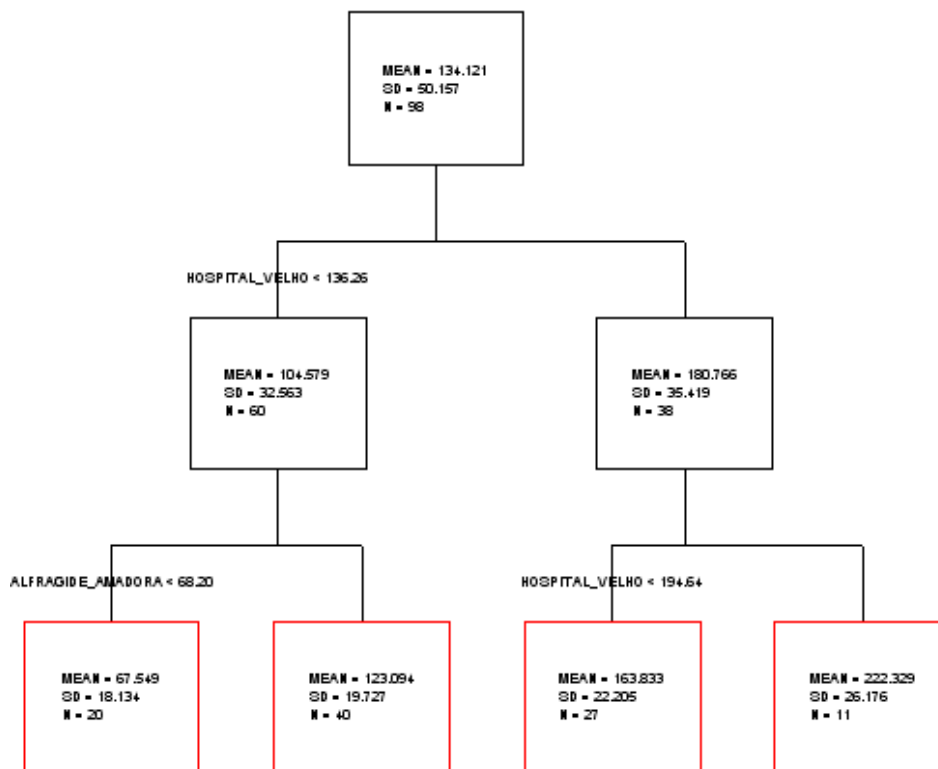 MEAN = 134.121
SD = 50.157
N = 98
HOSPITAL_VELHO < 136.26
MEAN = 104.579
SD = 32.563
N = 60
MEAN = 180.766
SD = 35.419
N = 38
ALFRAGIDE_AMADORA < 68.20
HOSPITAL_VELHO < 194.64
MEAN = 67.549
SD = 18.134
N = 20
MEAN = 123.094
SD = 19.727
N = 40
MEAN = 163.833
SD = 22.205
N = 27
MEAN = 222.329
SD = 26.176
N = 11